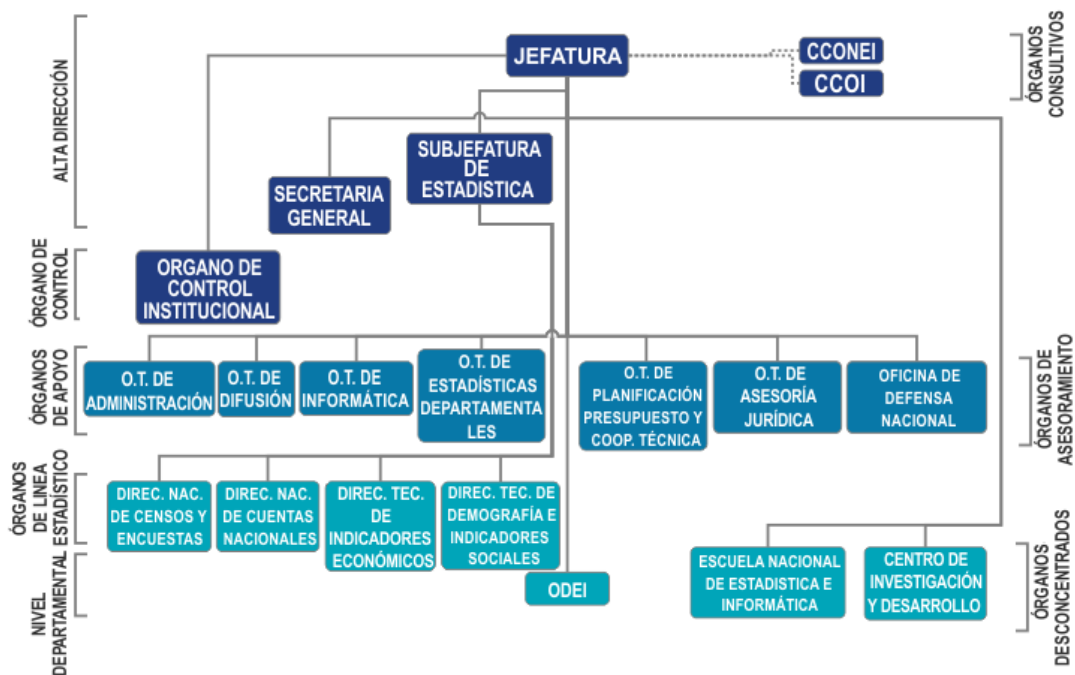 JEFATURA
CCONEI
CCOI
ÓRGANOS
CONSULTIVOS
ALTA DIRECCIÓN
SUBJEFATURA
DE
ESTADÍSTICA
SECRETARIA
GENERAL
ÓRGANO DE
CONTROL
ORGANO DE
CONTROL
INSTITUCIONAL
ÓRGANOS
DE APOYO
O.T. DE
ADMINISTRACIÓN
O.T. DE
DIFUSIÓN
O.T. DE
INFORMÁTICA
O.T. DE
ESTADÍSTICAS
DEPARTAMENTA
LES
O.T. DE
PLANIFICACIÓN
PRESUPUESTO Y
COOP. TÉCNICA
O.T. DE
ASESORÍA
JURÍDICA
OFICINA DE
DEFENSA
NACIONAL
ÓRGANOS DE
ASESORAMIENTO
ÓRGANOS
DE LINEA
ESTADÍSTICO
DIREC. NAC.
DE CENSOS Y
ENCUESTAS
DIREC. NAC.
DE CUENTAS
NACIONALES
DIREC. TEC.
DE
INDICADORES
ECONÓMICOS
DIREC. TEC. DE
DEMOGRAFÍA E
INDICADORES
SOCIALES
NIVEL
DEPARTAMENTAL
ODEI
ESCUELA NACIONAL
DE ESTADISTICA E
INFORMÁTICA
CENTRO DE
INVESTIGACIÓN
Y DESARROLLO
ÓRGANOS
DESCONCENTRADOS